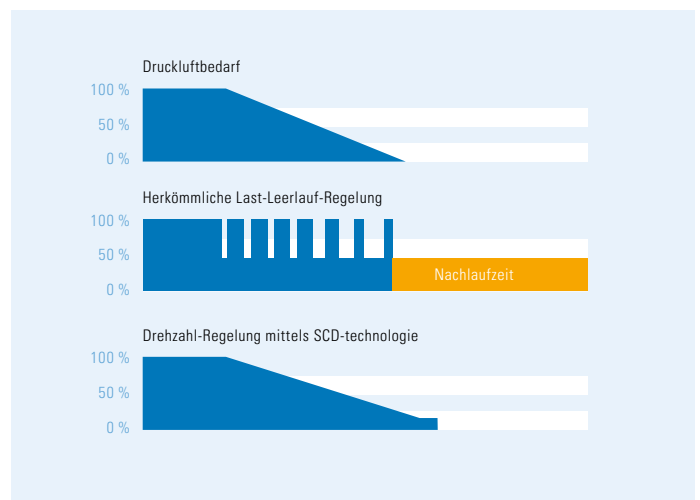 Druckluftbedarf
100 %
50 %
0 %
Herkömmliche Last-Leerlauf-Regelung
100 %
50 %
0 %
Nachlaufzeit
Drehzahl-Regelung mittels SCD-technologie
100 %
50 %
0 %